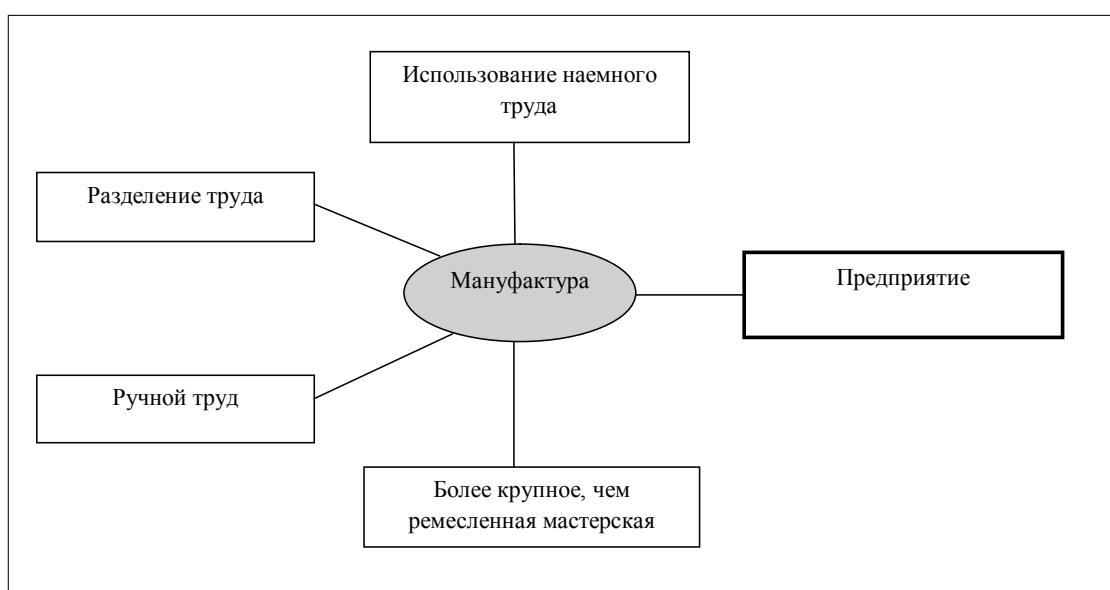 Использование наемного
труда
Разделение труда
Мануфактура
Предприятие
Ручной труд
Более крупное, чем
ремесленная мастерская